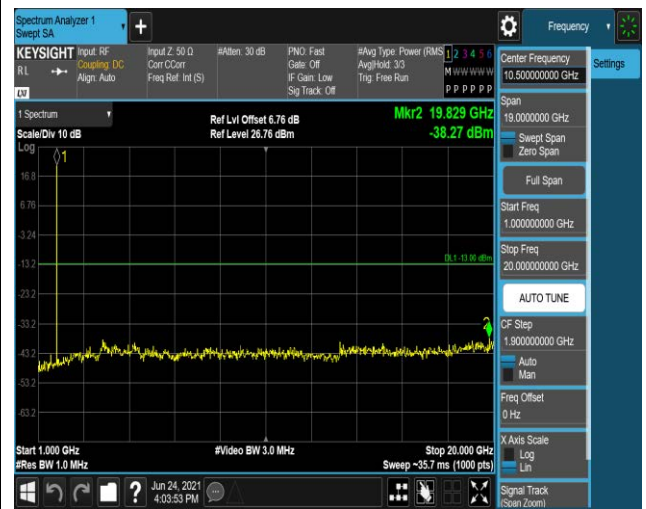 Spectrum Analyzer 1
Swept SA
+
Frequency
KEYSIGHT
RL
LXI
Input: RF
Coupling: DC
Align: Auto
Input Z: 50 Ω
Corr CCorr
Freq Ref: Int (S)
#Atten: 30 dB
PNO: Fast
Gate: Off
IF Gain: Low
Sig Track: Off
#Avg Type: Power (RMS
Avg|Hold: 3/3
Trig: Free Run
1 2 3 4 5 6
M W W W W W
P P P P P P
Center Frequency
10.500000000 GHz
Settings
1 Spectrum
Scale/Div 10 dB
Log
Ref Lvl Offset 6.76 dB
Ref Level 26.76 dBm
Mkr2 19.829 GHz
-38.27 dBm
Span
19.0000000 GHz
Swept Span
Zero Span
Full Span
Start Freq
1.000000000 GHz
Stop Freq
20.000000000 GHz
AUTO TUNE
CF Step
1.900000000 GHz
Auto
Man
Freq Offset
0 Hz
X Axis Scale
Log
Lin
Signal Track
(Span Zoom)
1
16.8
6.76
-3.24
-13.2
DL1 -13.00 dBm
-23.2
-33.2
2
-43.2
-53.2
-63.2
Start 1.000 GHz
#Res BW 1.0 MHz
#Video BW 3.0 MHz
Stop 20.000 GHz
Sweep ~35.7 ms (1000 pts)
?
Jun 24, 2021
4:03:53 PM